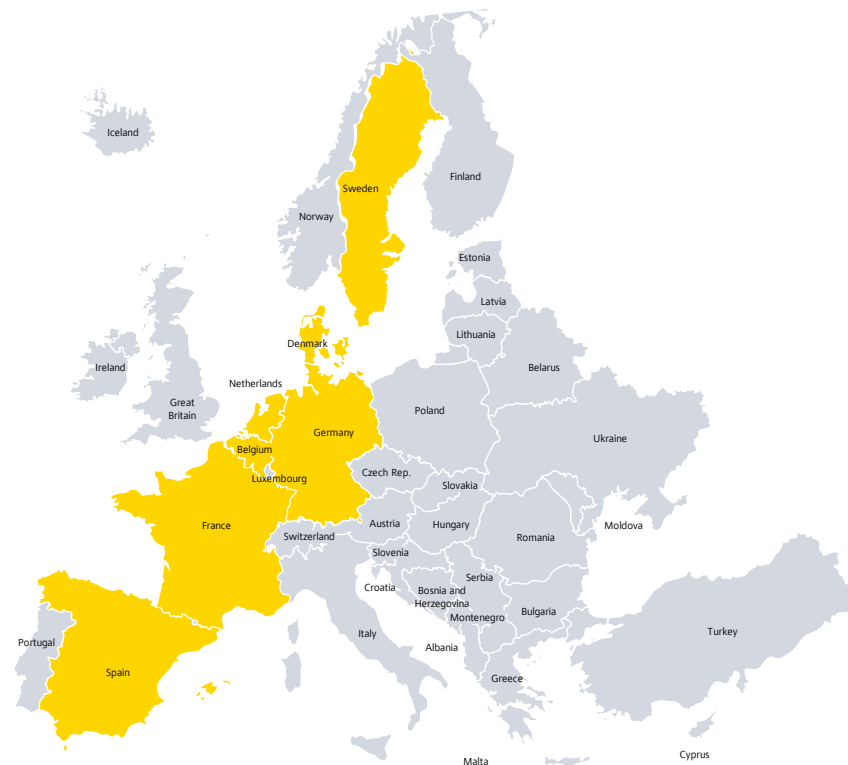 Iceland
Sweden
Finland
Norway
Estonia
Latvia
Lithuania
Denmark
Ireland
Belarus
Netherlands
Great
Britain
Poland
Germany
Ukraine
Belgium
Czech Rep.
Luxembourg
Slovakia
France
Austria
Hungary
Moldova
Switzerland
Romania
Slovenia
Serbia
Croatia
Bosnia and
Herzegovina
Montenegro
Bulgaria
Italy
Turkey
Portugal
Albania
Spain
Greece
Cyprus
Malta